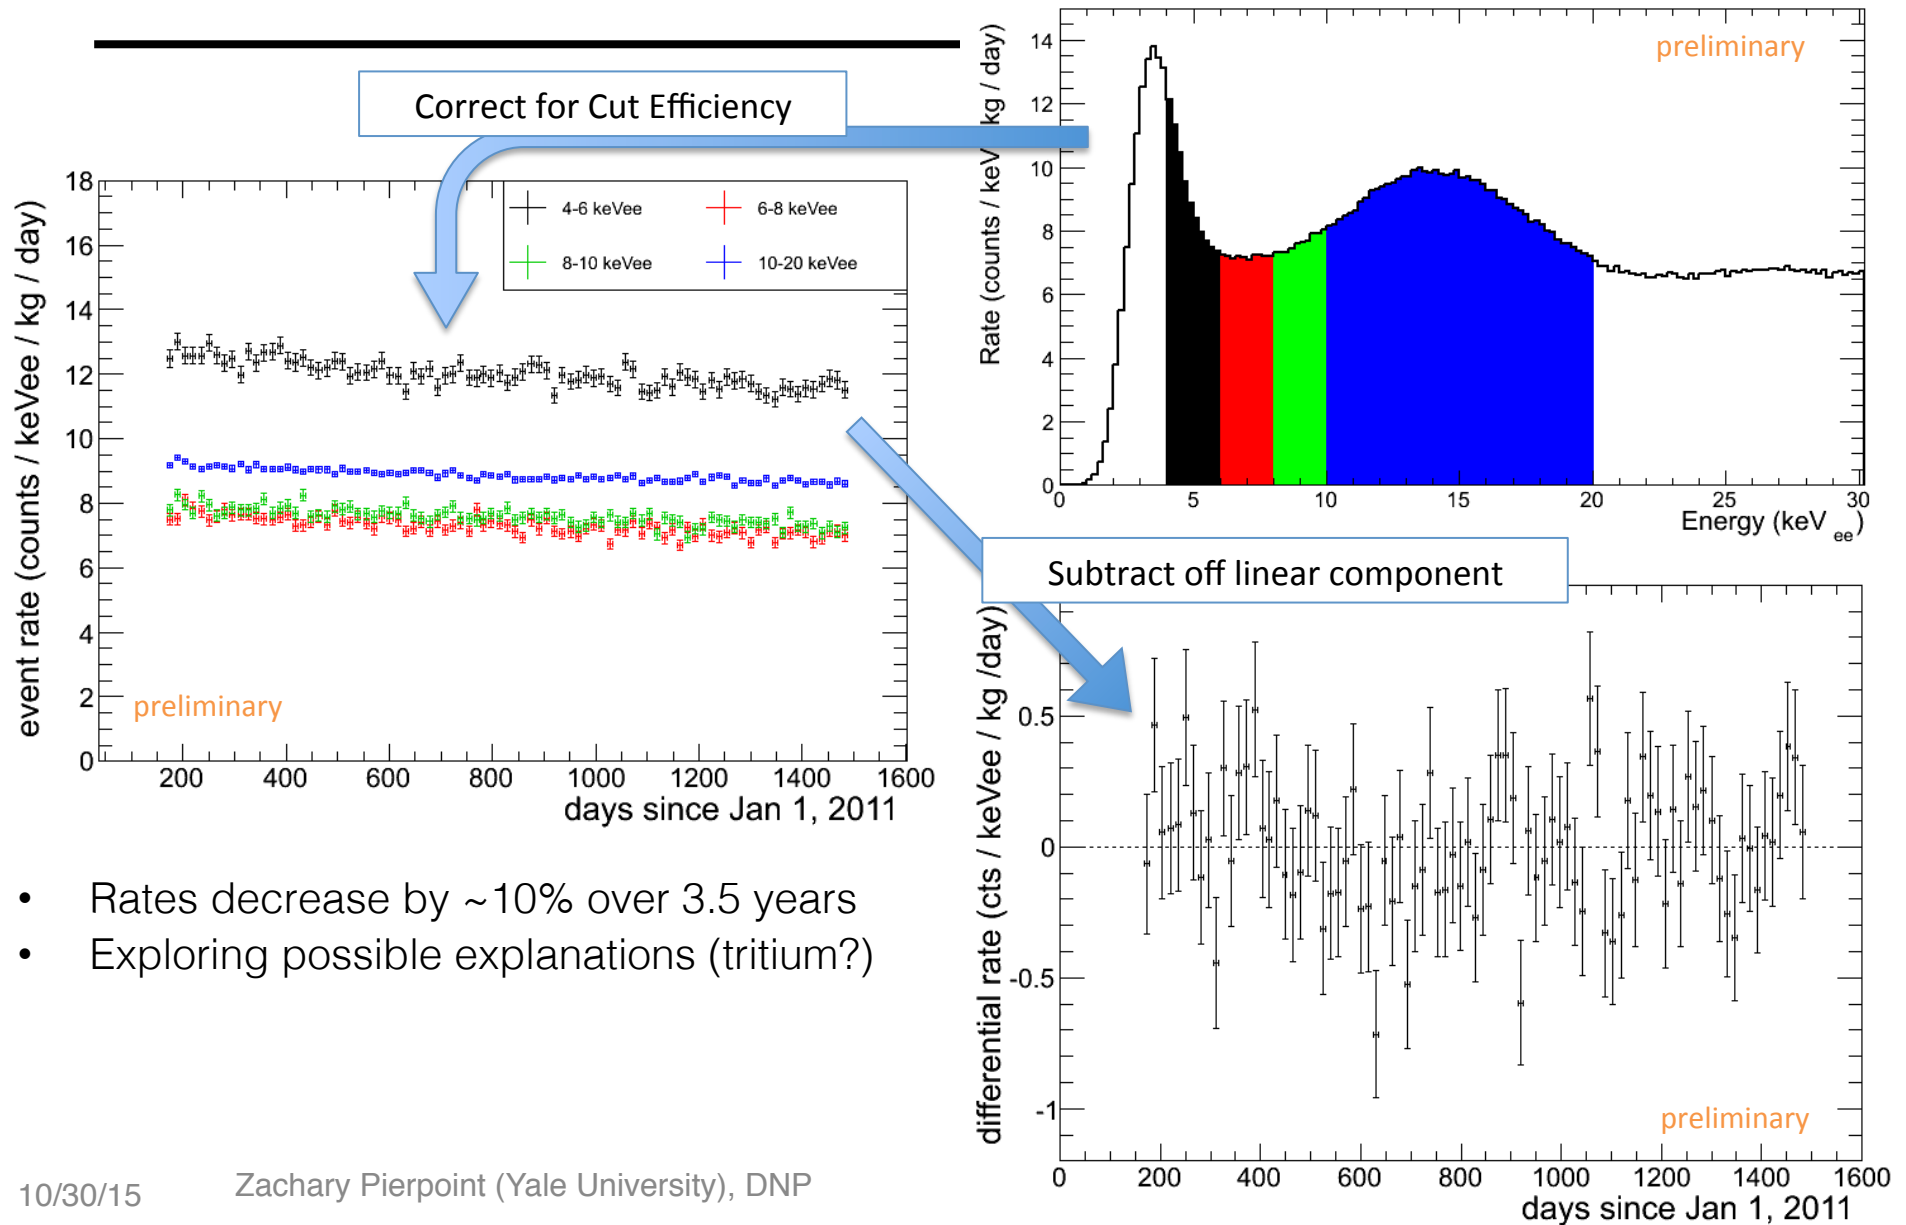 Correct for Cut Efficiency
event rate (counts / keVee / kg / day)
18
16
14
12
10
8
6
4
2
0
4-6 keVee
6-8 keVee
8-10 keVee
10-20 keVee
preliminary
200 400 600 800 1000 1200 1400 1600
days since Jan 1, 2011
Rate (counts / keV kg / day)
14
12
10
8
6
4
2
0
preliminary
0 5 10 15 20 25 30
Energy (keV ee)
Subtract off linear component
differential rate (cts / keVee / kg /day)
0.5
0
-0.5
-1
preliminary
0 200 400 600 800 1000 1200 1400 1600
days since Jan 1, 2011
• Rates decrease by ~10% over 3.5 years
• Exploring possible explanations (tritium?)
10/30/15
Zachary Pierpoint (Yale University), DNP